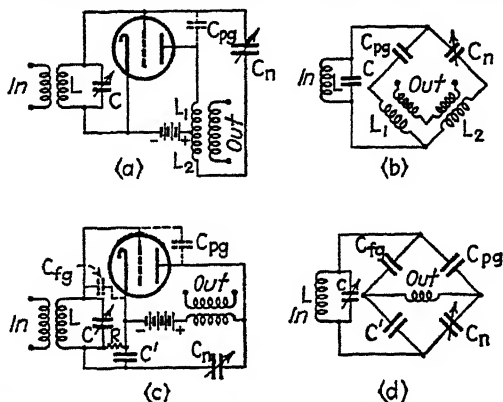 In
L
C
Cpg
Cn
L1
L2
Out
- +
(a)
In
L
C
Cpg
Cn
Out
L1
L2
(b)
Cfg
Cpg
In
L
C
R
C'
Out
- +
Cn
(c)
Cfg
Cpg
L
In
C
Out
C'
Cn
(d)